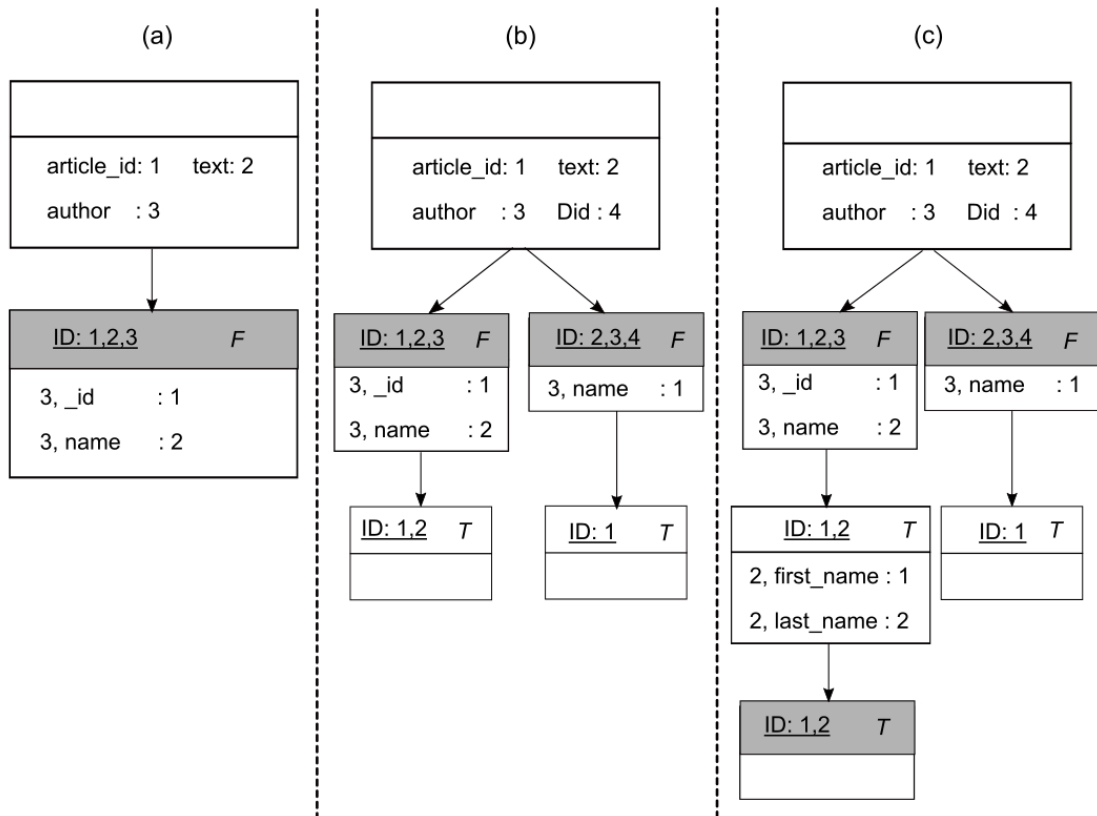 (a)
article_id: 1 text: 2
author : 3
ID: 1,2,3 F
3, _id : 1
3, name : 2
(b)
article_id: 1 text: 2
author : 3 Did : 4
ID: 1,2,3 F
3, _id : 1
3, name : 2
ID: 2,3,4 F
3, name : 1
ID: 1,2 T
ID: 1 T
(c)
article_id: 1 text: 2
author : 3 Did : 4
ID: 1,2,3 F
3, _id : 1
3, name : 2
ID: 2,3,4 F
3, name : 1
ID: 1,2 T
2, first_name : 1
2, last_name : 2
ID: 1 T
ID: 1,2 T